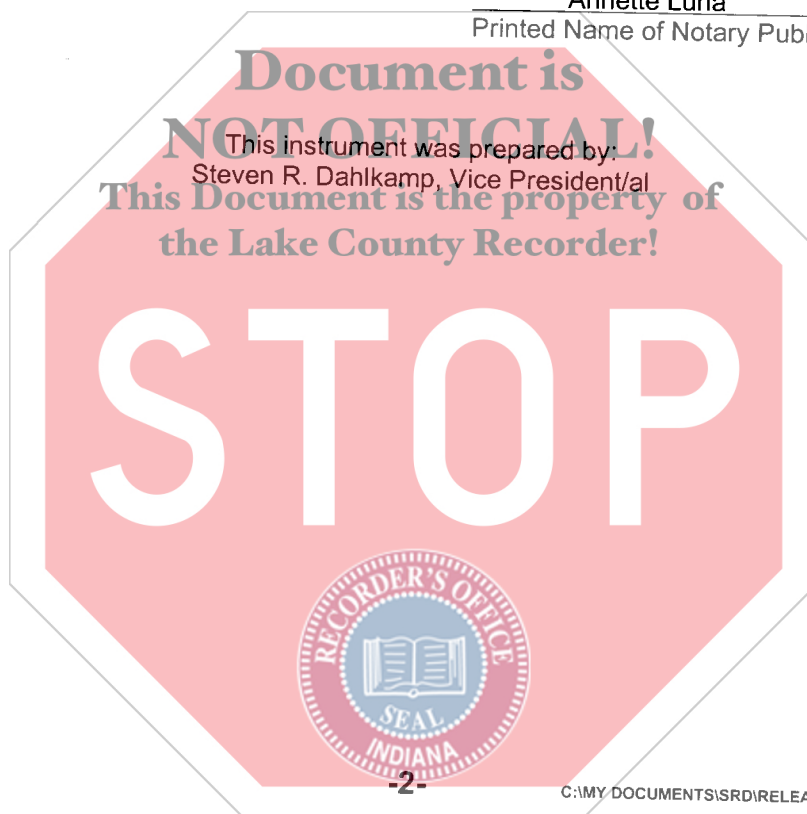 Annette Luna
Printed Name of Notary Pub
Document is
NOT OFFICIAL!
This instrument was prepared by:
Steven R. Dahlkamp, Vice President/al
This Document is the property of
the Lake County Recorder!
STOP
RECORDER'S OFFICE
SEAL
INDIANA
-2-
C:\MY DOCUMENTS\SRD\RELEA